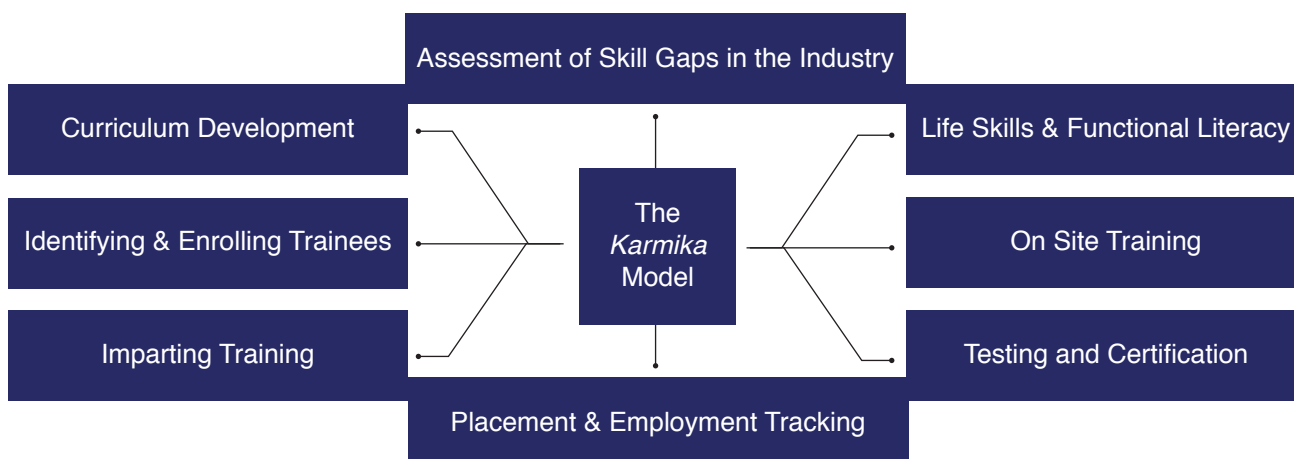 Assessment of Skill Gaps in the Industry
Curriculum Development
Life Skills & Functional Literacy
Identifying & Enrolling Trainees
The
Karmika
Model
On Site Training
Imparting Training
Testing and Certification
Placement & Employment Tracking